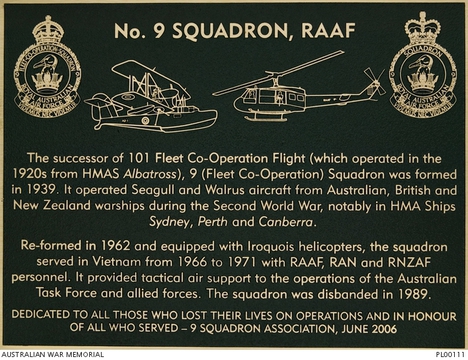 No. 9 SQUADRON, RAAF
The successor of 101 Fleet Co-Operation Flight (which operated in the
1920s from HMAS Albatross), 9 (Fleet Co-Operation) Squadron was formed
in 1939. It operated Seagull and Walrus aircraft from Australian, British and
New Zealand warships during the Second World War, notably in HMA Ships
Sydney, Perth and Canberra.
Re-formed in 1962 and equipped with Iroquois helicopters, the squadron
served in Vietnam from 1966 to 1971 with RAAF, RAN and RNZAF
personnel. It provided tactical air support to the operations of the Australian
Task Force and allied forces. The squadron was disbanded in 1989.
DEDICATED TO ALL THOSE WHO LOST THEIR LIVES ON OPERATIONS AND IN HONOUR
OF ALL WHO SERVED – 9 SQUADRON ASSOCIATION, JUNE 2006
AUSTRALIAN WAR MEMORIAL
PL00111